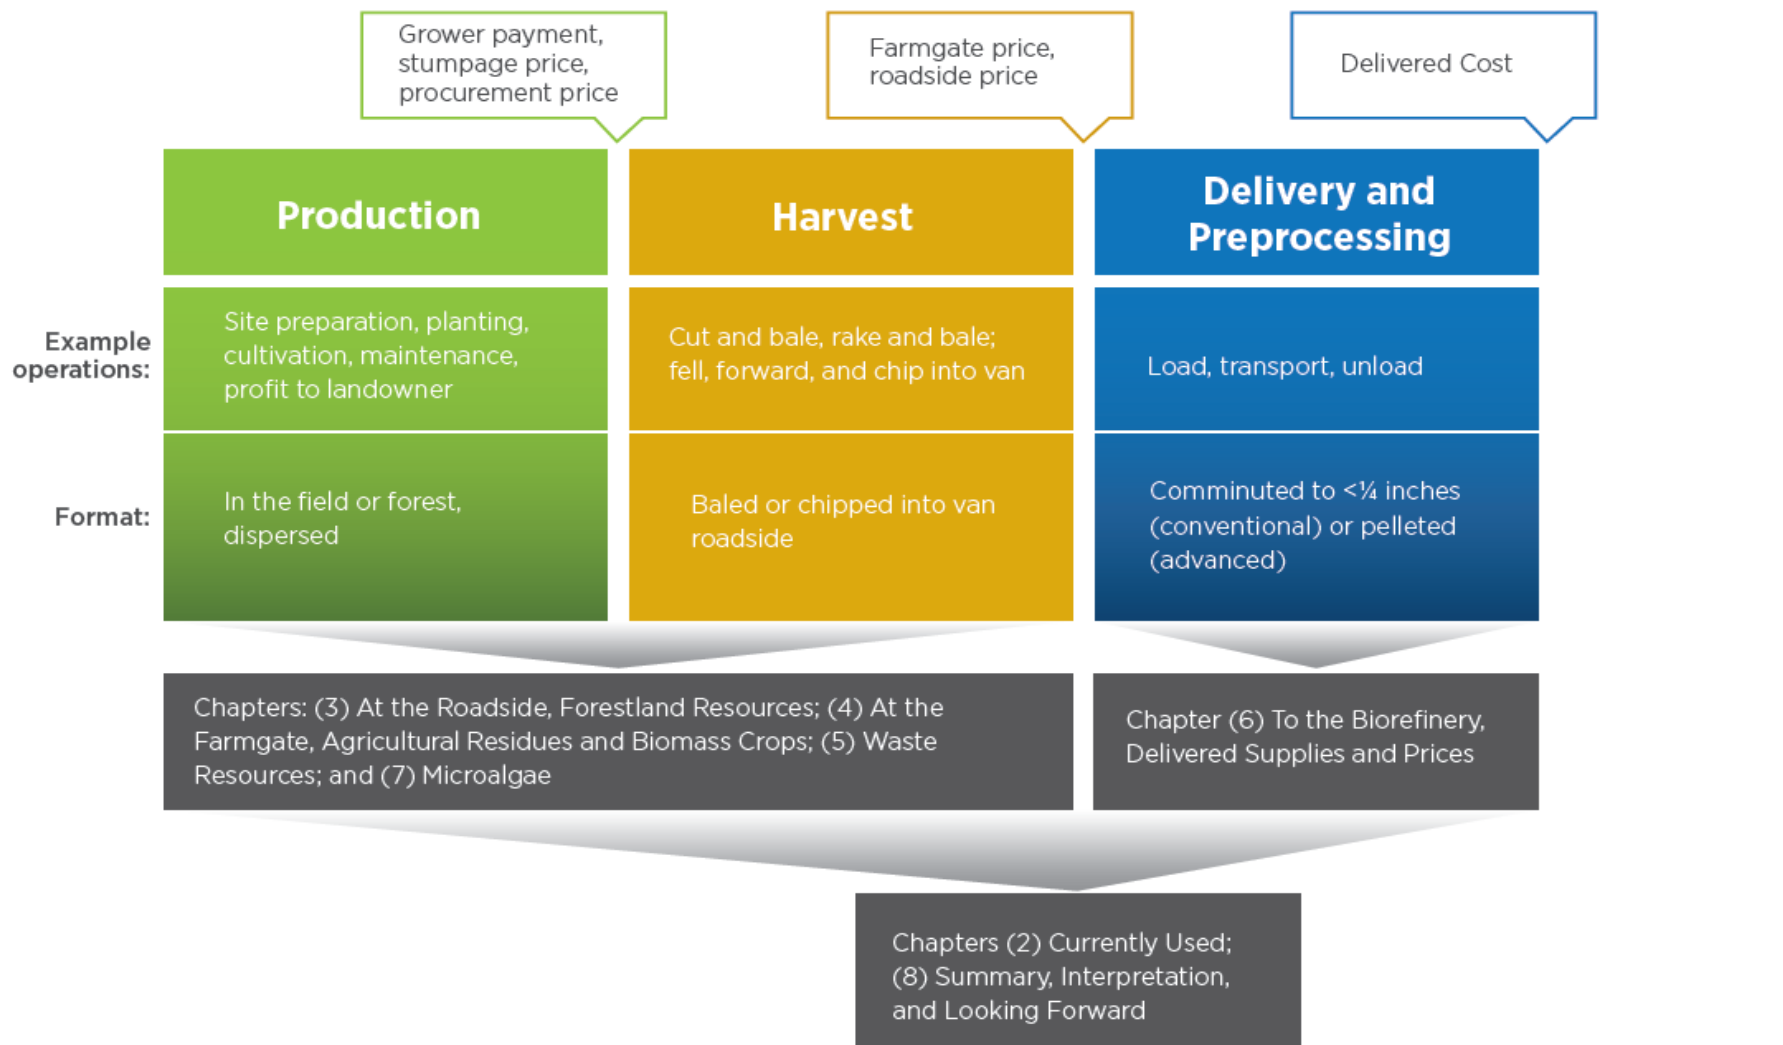 Grower payment,
stumpage price,
procurement price
Farmgate price,
roadside price
Delivered Cost
Production
Harvest
Delivery and
Preprocessing
Example
operations:
Site preparation, planting,
cultivation, maintenance,
profit to landowner
Cut and bale, rake and bale;
fell, forward, and chip into van
Load, transport, unload
Format:
In the field or forest,
dispersed
Baled or chipped into van
roadside
Comminuted to <¼ inches
(conventional) or pelleted
(advanced)
Chapters: (3) At the Roadside, Forestland Resources; (4) At the
Farmgate, Agricultural Residues and Biomass Crops; (5) Waste
Resources; and (7) Microalgae
Chapter (6) To the Biorefinery,
Delivered Supplies and Prices
Chapters (2) Currently Used;
(8) Summary, Interpretation,
and Looking Forward